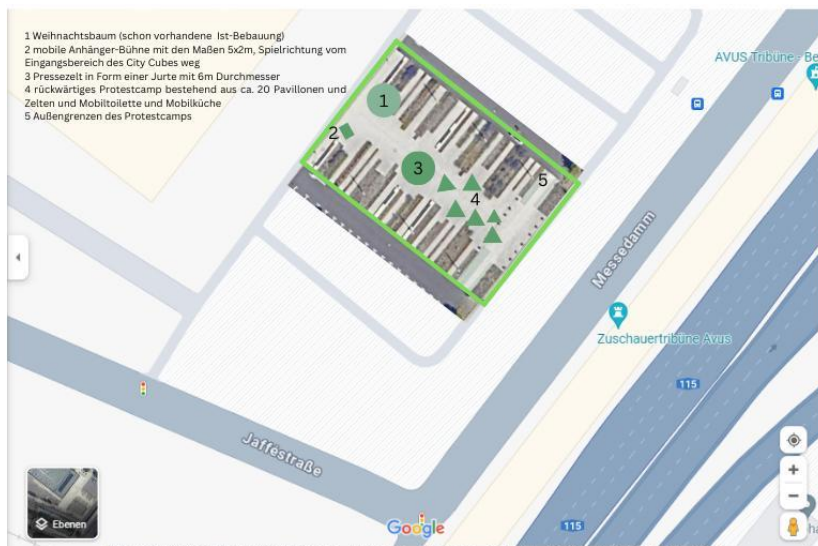 1 Weihnachtsbaum (schon vorhandene Ist-Bebauung)
2 mobile Anhänger-Bühne mit den Maßen 5x2m, Spielrichtung vom
Eingangsbereich des City Cubes weg
3 Pressezelt in Form einer Jurte mit 6m Durchmesser
4 rückwärtiges Protestcamp bestehend aus ca. 20 Pavillonen und
Zelten und Mobiltoilette und Mobilküche
5 Außengrenzen des Protestcamps
AVUS Tribüne - Be
1
2
3
5
4
Messedamm
Zuschauertribüne Avus
115
Jafféstraße
Ebenen
Google
115